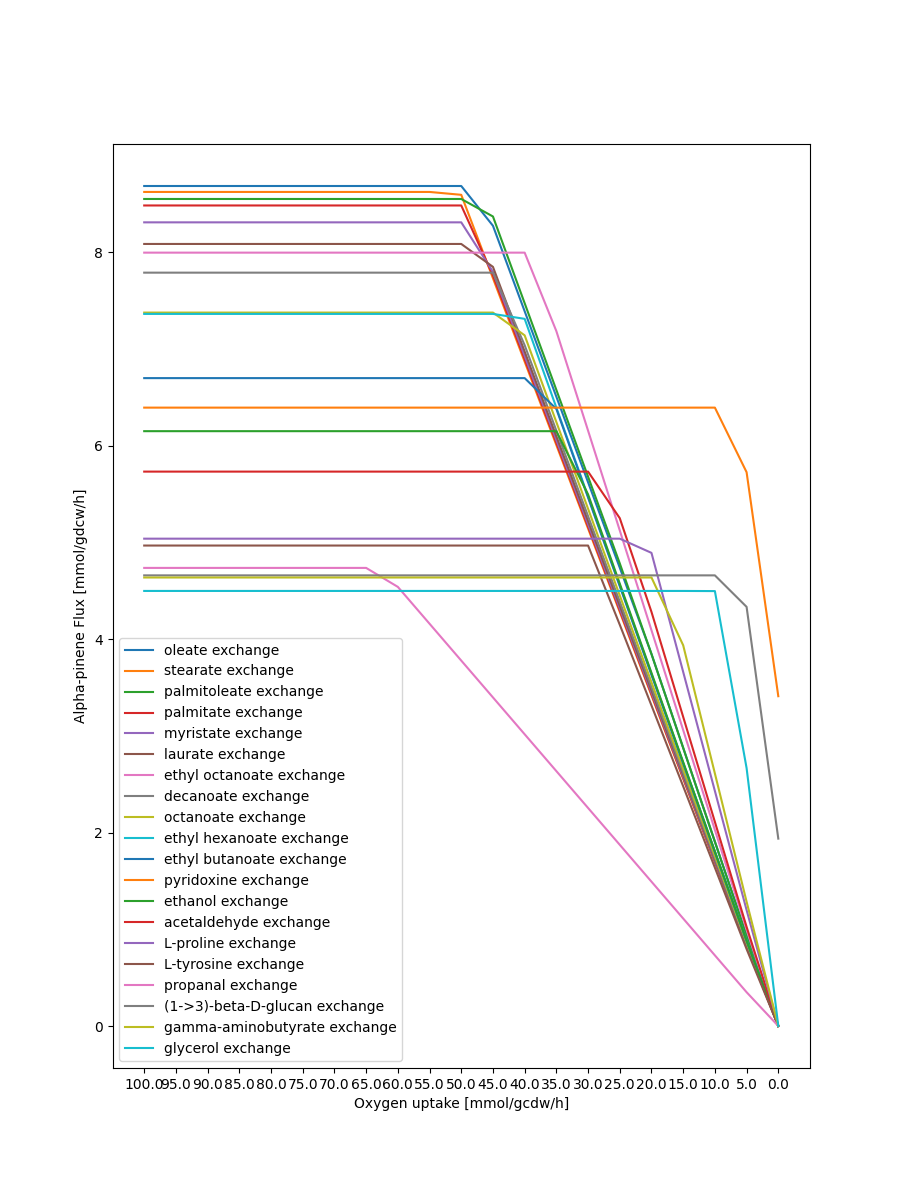 8
6
4
2
0
Alpha-pinene Flux [mmol/gdcw/h]
oleate exchange
stearate exchange
palmitoleate exchange
palmitate exchange
myristate exchange
laurate exchange
ethyl octanoate exchange
decanoate exchange
octanoate exchange
ethyl hexanoate exchange
ethyl butanoate exchange
pyridoxine exchange
ethanol exchange
acetaldehyde exchange
L-proline exchange
L-tyrosine exchange
propanal exchange
(1->3)-beta-D-glucan exchange
gamma-aminobutyrate exchange
glycerol exchange
100.0 95.0 90.0 85.0 80.0 75.0 70.0 65.0 60.0 55.0 50.0 45.0 40.0 35.0 30.0 25.0 20.0 15.0 10.0 5.0 0.0
Oxygen uptake [mmol/gcdw/h]